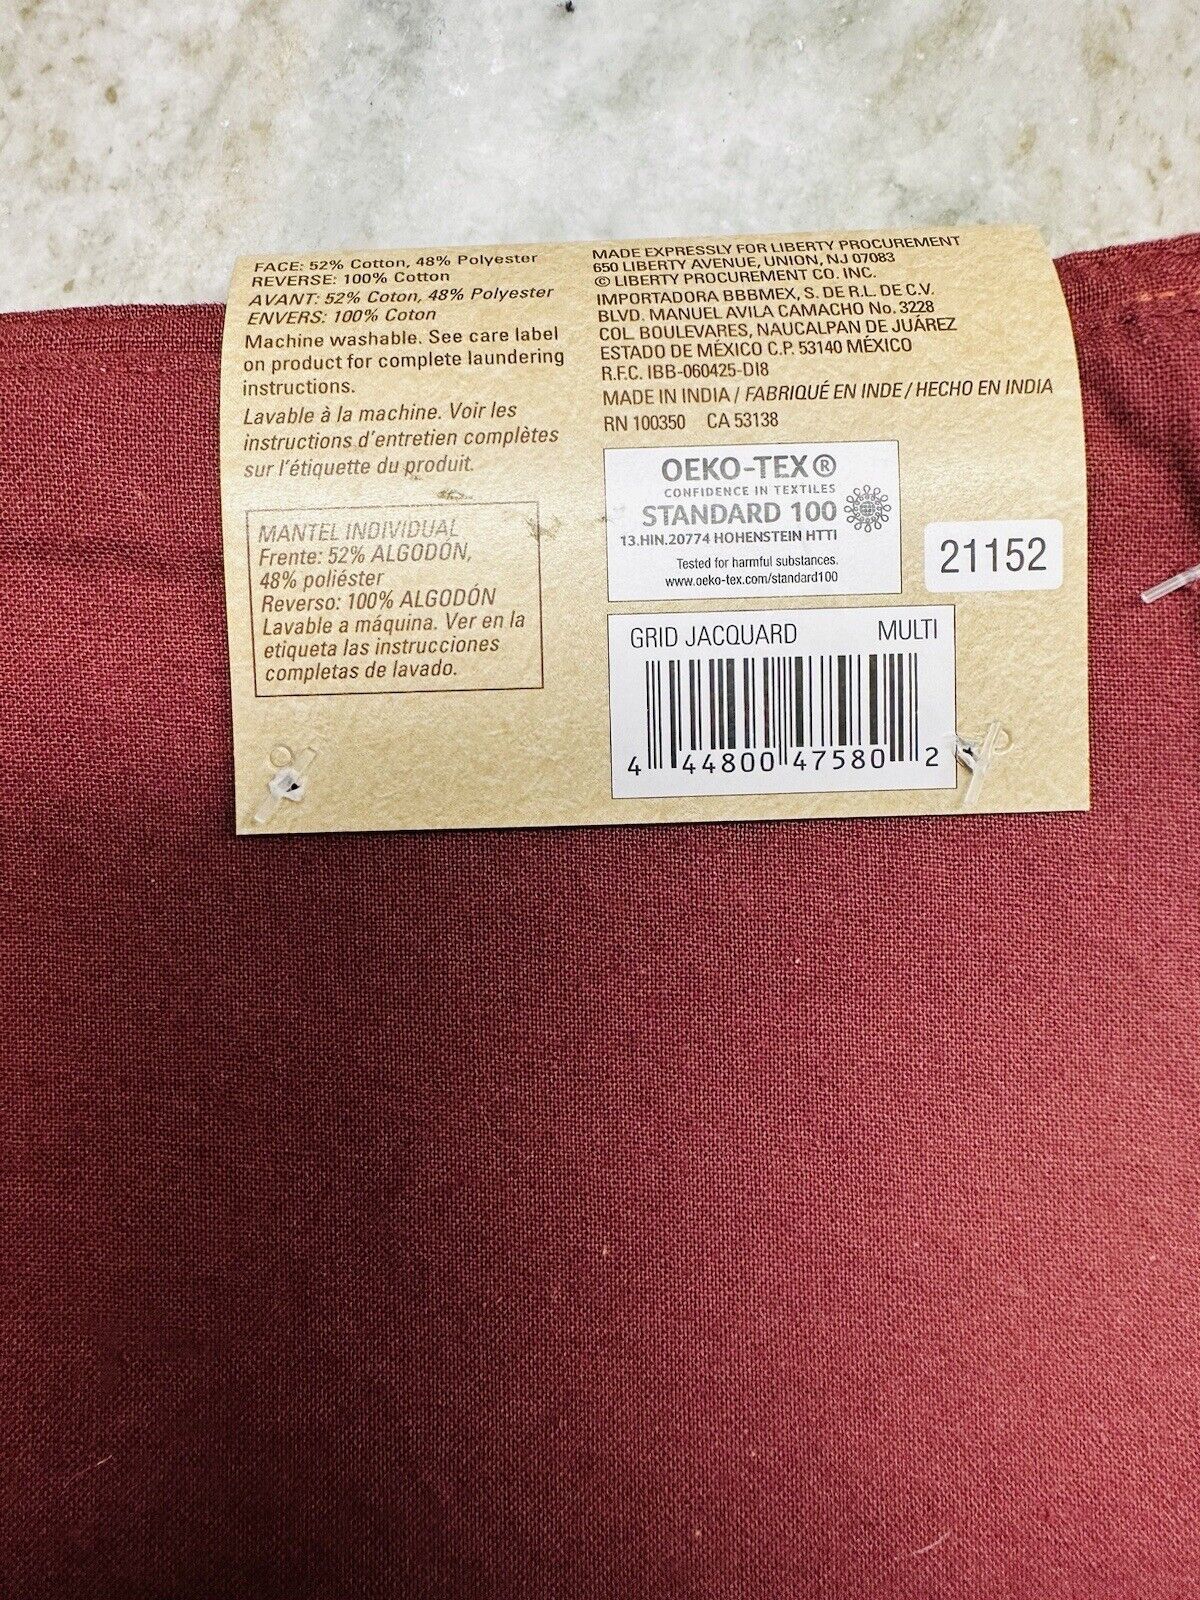 FACE: 52% Cotton, 48% Polyester
REVERSE: 100% Cotton
AVANT: 52% Coton, 48% Polyester
ENVERS: 100% Coton
Machine washable. See care label
on product for complete laundering
instructions.
Lavable à la machine. Voir les
instructions d'entretien complètes
sur l'étiquette du produit.
MANTEL INDIVIDUAL
Frente: 52% ALGODÓN,
48% poliéster
Reverso: 100% ALGODÓN
Lavable a máquina. Ver en la
etiqueta las instrucciones
completas de lavado.
MADE EXPRESSLY FOR LIBERTY PROCUREMENT
650 LIBERTY AVENUE, UNION, NJ 07083
© LIBERTY PROCUREMENT CO. INC.
IMPORTADORA BBBMEX, S. DE R.L. DE C.V.
BLVD. MANUEL AVILA CAMACHO No. 3228
COL. BOULEVARES, NAUCALPAN DE JUÁREZ
ESTADO DE MÉXICO C.P. 53140 MÉXICO
R.F.C. IBB-060425-DI8
MADE IN INDIA / FABRIQUÉ EN INDE / HECHO EN INDIA
RN 100350 CA 53138
OEKO-TEX®
CONFIDENCE IN TEXTILES
STANDARD 100
13.HIN.20774 HOHENSTEIN HTTI
Tested for harmful substances.
www.oeko-tex.com/standard100
21152
GRID JACQUARD MULTI
4 44800 47580 2